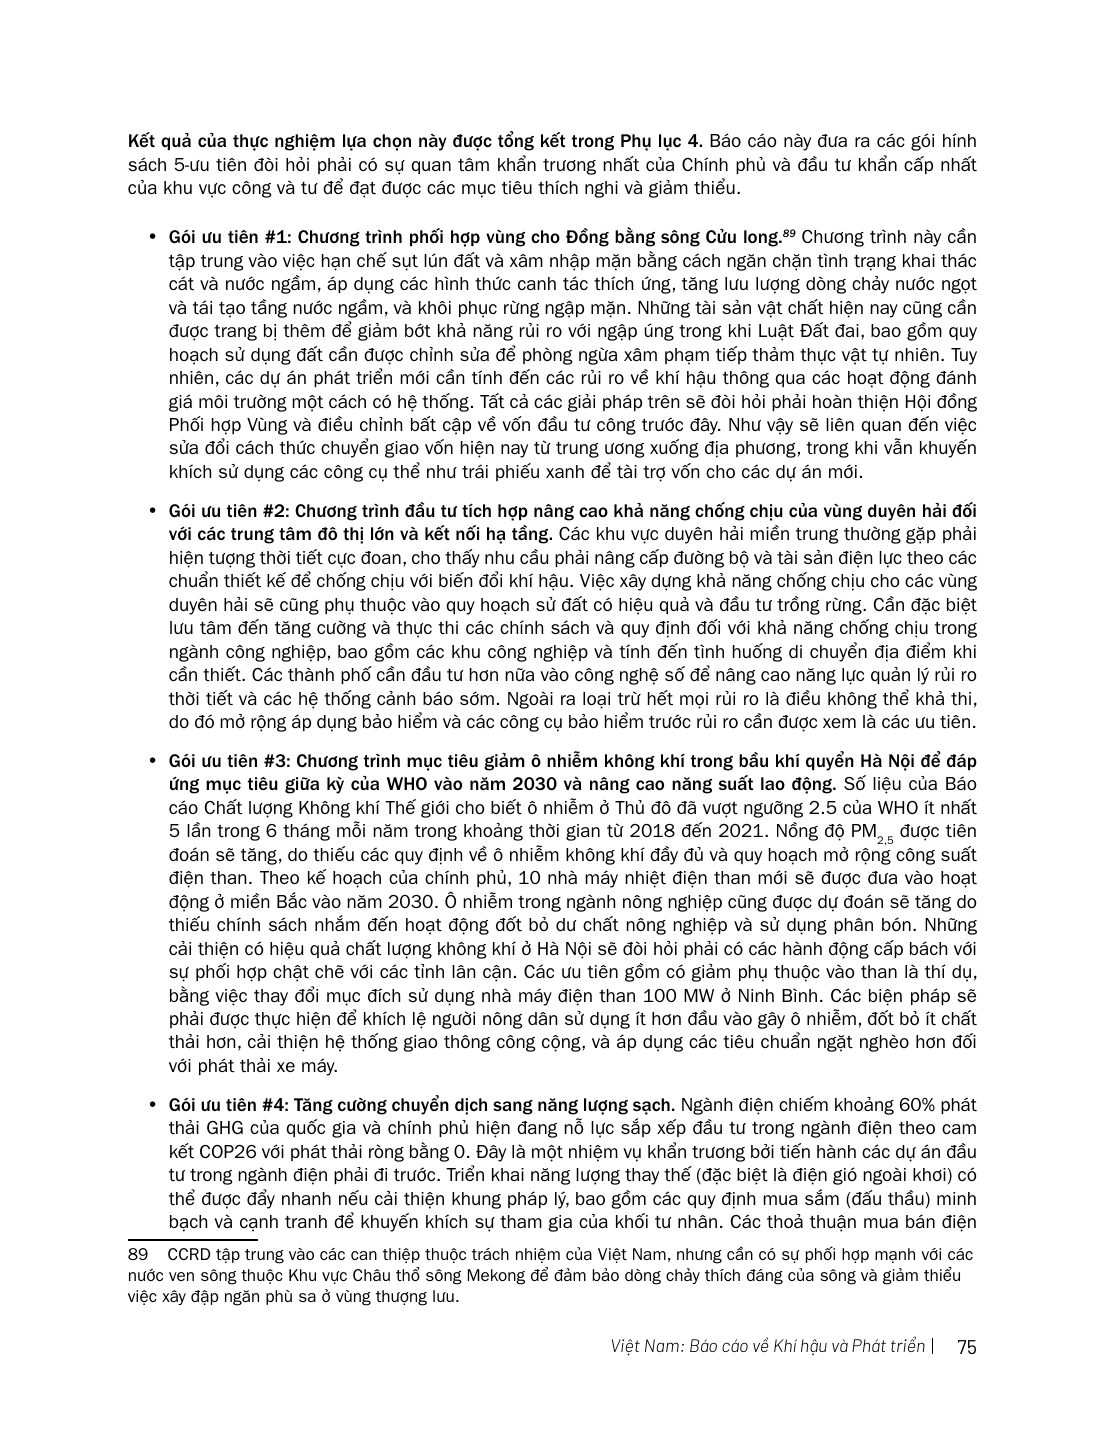 Kết quả của thực nghiệm lựa chọn này được tổng kết trong Phụ lục 4. Báo cáo này đưa ra các gói hính
sách 5-ưu tiên đòi hỏi phải có sự quan tâm khẩn trương nhất của Chính phủ và đầu tư khẩn cấp nhất
của khu vực công và tư để đạt được các mục tiêu thích nghi và giảm thiểu.
• Gói ưu tiên #1: Chương trình phối hợp vùng cho Đồng bằng sông Cửu long.89 Chương trình này cần
tập trung vào việc hạn chế sụt lún đất và xâm nhập mặn bằng cách ngăn chặn tình trạng khai thác
cát và nước ngầm, áp dụng các hình thức canh tác thích ứng, tăng lưu lượng dòng chảy nước ngọt
và tái tạo tầng nước ngầm, và khôi phục rừng ngập mặn. Những tài sản vật chất hiện nay cũng cần
được trang bị thêm để giảm bớt khả năng rủi ro với ngập úng trong khi Luật Đất đai, bao gồm quy
hoạch sử dụng đất cần được chỉnh sửa để phòng ngừa xâm phạm tiếp thảm thực vật tự nhiên. Tuy
nhiên, các dự án phát triển mới cần tính đến các rủi ro về khí hậu thông qua các hoạt động đánh
giá môi trường một cách có hệ thống. Tất cả các giải pháp trên sẽ đòi hỏi phải hoàn thiện Hội đồng
Phối hợp Vùng và điều chỉnh bất cập về vốn đầu tư công trước đây. Như vậy sẽ liên quan đến việc
sửa đổi cách thức chuyển giao vốn hiện nay từ trung ương xuống địa phương, trong khi vẫn khuyến
khích sử dụng các công cụ thể như trái phiếu xanh để tài trợ vốn cho các dự án mới.
• Gói ưu tiên #2: Chương trình đầu tư tích hợp nâng cao khả năng chống chịu của vùng duyên hải đối
với các trung tâm đô thị lớn và kết nối hạ tầng. Các khu vực duyên hải miền trung thường gặp phải
hiện tượng thời tiết cực đoan, cho thấy nhu cầu phải nâng cấp đường bộ và tài sản điện lực theo các
chuẩn thiết kế để chống chịu với biến đổi khí hậu. Việc xây dựng khả năng chống chịu cho các vùng
duyên hải sẽ cũng phụ thuộc vào quy hoạch sử đất có hiệu quả và đầu tư trồng rừng. Cần đặc biệt
lưu tâm đến tăng cường và thực thi các chính sách và quy định đối với khả năng chống chịu trong
ngành công nghiệp, bao gồm các khu công nghiệp và tính đến tình huống di chuyển địa điểm khi
cần thiết. Các thành phố cần đầu tư hơn nữa vào công nghệ số để nâng cao năng lực quản lý rủi ro
thời tiết và các hệ thống cảnh báo sớm. Ngoài ra loại trừ hết mọi rủi ro là điều không thể khả thi,
do đó mở rộng áp dụng bảo hiểm và các công cụ bảo hiểm trước rủi ro cần được xem là các ưu tiên.
• Gói ưu tiên #3: Chương trình mục tiêu giảm ô nhiễm không khí trong bầu khí quyển Hà Nội để đáp
ứng mục tiêu giữa kỳ của WHO vào năm 2030 và nâng cao năng suất lao động. Số liệu của Báo
cáo Chất lượng Không khí Thế giới cho biết ô nhiễm ở Thủ đô đã vượt ngưỡng 2.5 của WHO ít nhất
5 lần trong 6 tháng mỗi năm trong khoảng thời gian từ 2018 đến 2021. Nồng độ PM2,5 được tiên
đoán sẽ tăng, do thiếu các quy định về ô nhiễm không khí đầy đủ và quy hoạch mở rộng công suất
điện than. Theo kế hoạch của chính phủ, 10 nhà máy nhiệt điện than mới sẽ được đưa vào hoạt
động ở miền Bắc vào năm 2030. Ô nhiễm trong ngành nông nghiệp cũng được dự đoán sẽ tăng do
thiếu chính sách nhắm đến hoạt động đốt bỏ dư chất nông nghiệp và sử dụng phân bón. Những
cải thiện có hiệu quả chất lượng không khí ở Hà Nội sẽ đòi hỏi phải có các hành động cấp bách với
sự phối hợp chặt chẽ với các tỉnh lân cận. Các ưu tiên gồm có giảm phụ thuộc vào than là thí dụ,
bằng việc thay đổi mục đích sử dụng nhà máy điện than 100 MW ở Ninh Bình. Các biện pháp sẽ
phải được thực hiện để khích lệ người nông dân sử dụng ít hơn đầu vào gây ô nhiễm, đốt bỏ ít chất
thải hơn, cải thiện hệ thống giao thông công cộng, và áp dụng các tiêu chuẩn ngặt nghèo hơn đối
với phát thải xe máy.
• Gói ưu tiên #4: Tăng cường chuyển dịch sang năng lượng sạch. Ngành điện chiếm khoảng 60% phát
thải GHG của quốc gia và chính phủ hiện đang nỗ lực sắp xếp đầu tư trong ngành điện theo cam
kết COP26 với phát thải ròng bằng 0. Đây là một nhiệm vụ khẩn trương bởi tiến hành các dự án đầu
tư trong ngành điện phải đi trước. Triển khai năng lượng thay thế (đặc biệt là điện gió ngoài khơi) có
thể được đẩy nhanh nếu cải thiện khung pháp lý, bao gồm các quy định mua sắm (đấu thầu) minh
bạch và cạnh tranh để khuyến khích sự tham gia của khối tư nhân. Các thoả thuận mua bán điện
89 CCRD tập trung vào các can thiệp thuộc trách nhiệm của Việt Nam, nhưng cần có sự phối hợp mạnh với các
nước ven sông thuộc Khu vực Châu thổ sông Mekong để đảm bảo dòng chảy thích đáng của sông và giảm thiểu
việc xây đập ngăn phù sa ở vùng thượng lưu.
Việt Nam: Báo cáo về Khí hậu và Phát triển | 75